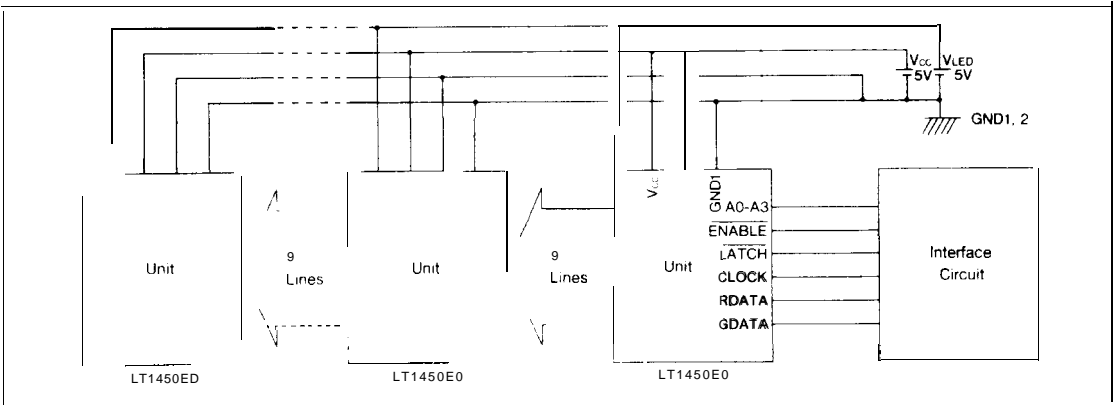 Vcc VLED
5V 5V
GND1, 2
Vcc
GND1
G A0-A3
ENABLE
LATCH
CLOCK
RDATA
GDATA
Unit
9
Lines
Unit
9
Lines
Unit
Interface
Circuit
LT1450ED
LT1450E0
LT1450E0